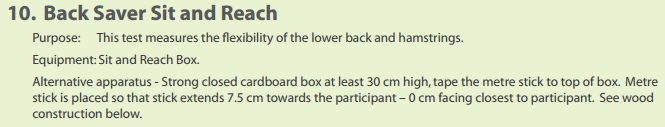 10. Back Saver Sit and Reach
Purpose: This test measures the flexibility of the lower back and hamstrings.
Equipment: Sit and Reach Box.
Alternative apparatus - Strong closed cardboard box at least 30 cm high, tape the metre stick to top of box. Metre
stick is placed so that stick extends 7.5 cm towards the participant – 0 cm facing closest to participant. See wood
construction below.